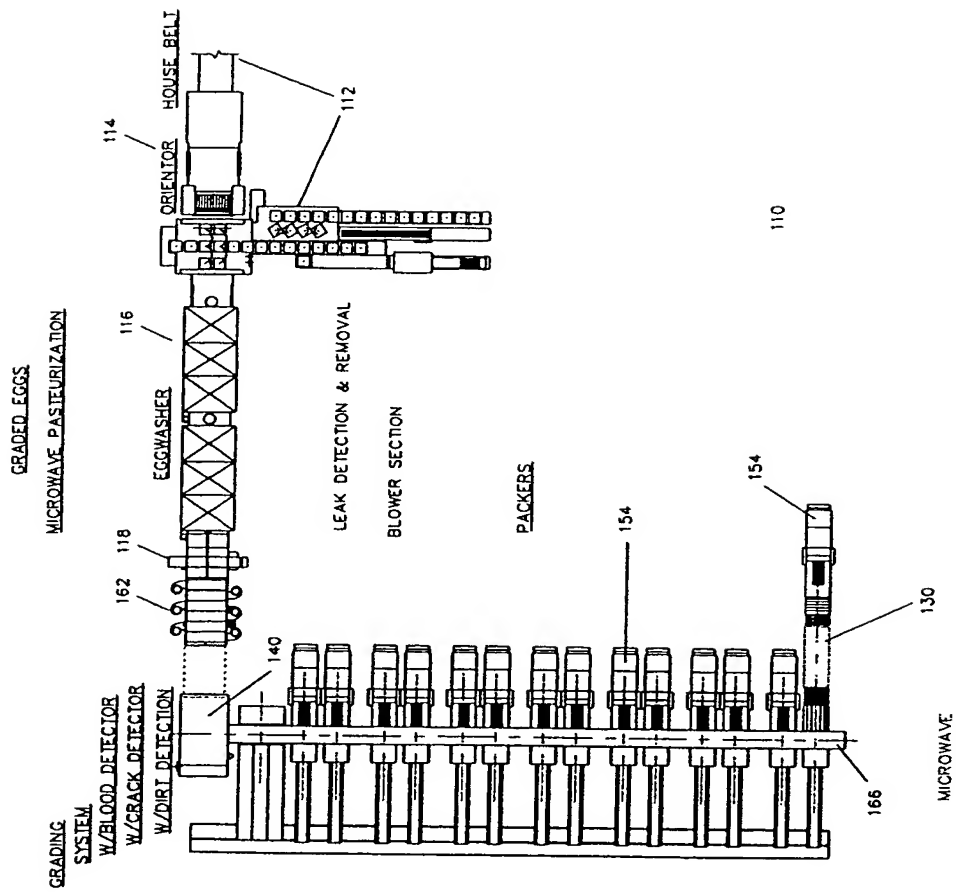 GRADED EGGS
MICROWAVE PASTEURIZATION
GRADING
SYSTEM
W/BLOOD DETECTOR
W/CRACK DETECTOR
W/DIRT DETECTION
140
162
118
EGGWASHER
116
ORIENTOR
114
HOUSE BELT
112
LEAK DETECTION & REMOVAL
BLOWER SECTION
PACKERS
110
154
154
130
166
MICROWAVE